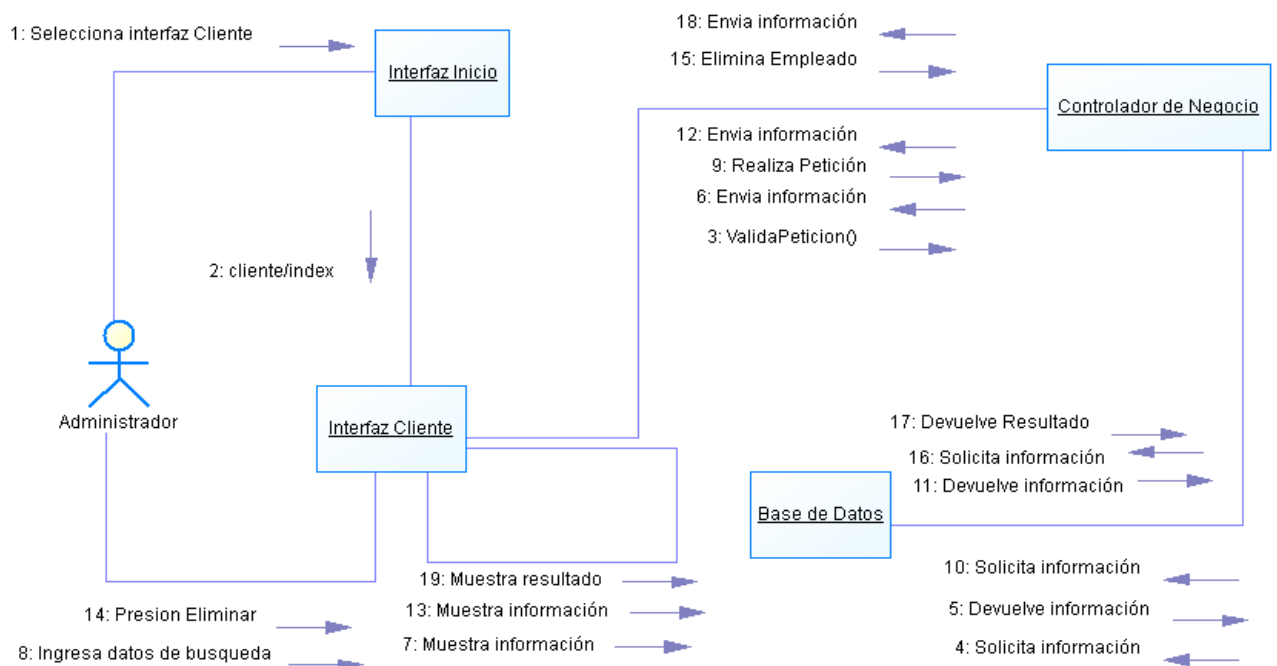 18: Envia información
1: Selecciona interfaz Cliente
15: Elimina Empleado
Interfaz Inicio
Controlador de Negocio
12: Envia información
9: Realiza Petición
6: Envia información
3: ValidaPeticion()
2: cliente/index
Administrador
Interfaz Cliente
17: Devuelve Resultado
16: Solicita información
11: Devuelve información
Base de Datos
10: Solicita información
19: Muestra resultado
14: Presion Eliminar
13: Muestra información
5: Devuelve información
8: Ingresa datos de busqueda
7: Muestra información
4: Solicita información